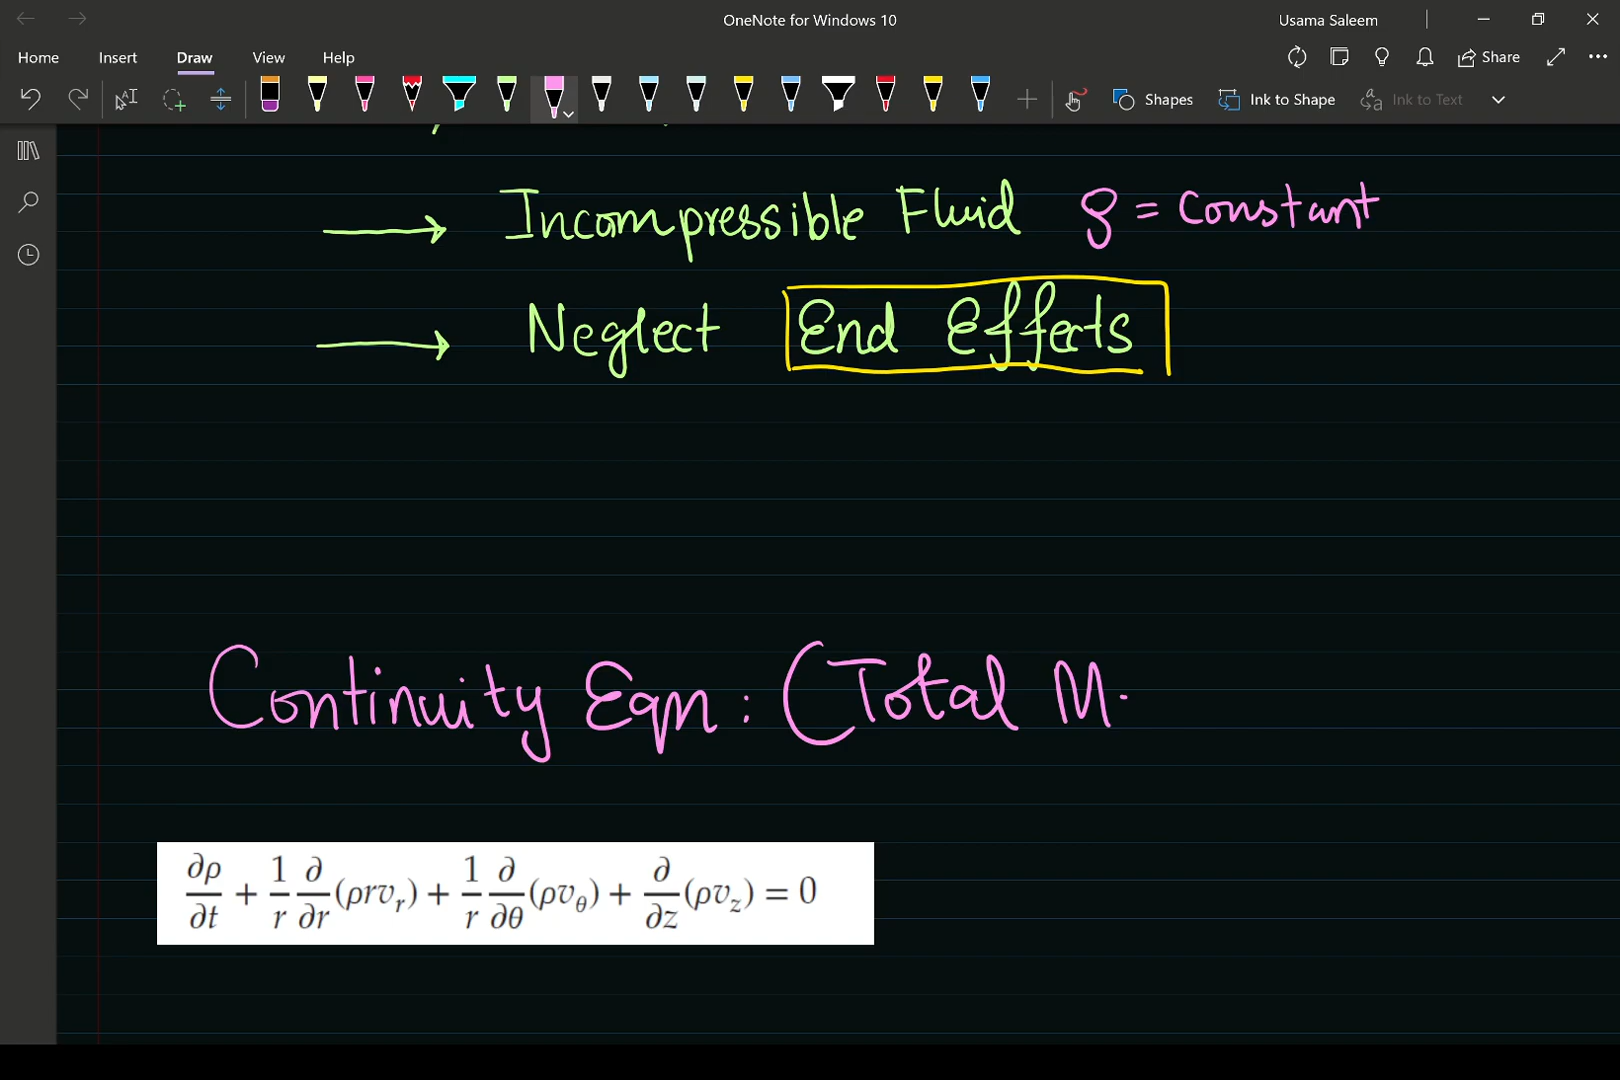 OneNote for Windows 10
Usama Saleem
Home Insert Draw View Help
Share
Shapes Ink to Shape Ink to Text
⟶ Incompressible Fluid ρ = Constant
⟶ Neglect End Effects
Continuity Eqn: (Total M
∂ρ/∂t + 1/r ∂/∂r (ρrv_r) + 1/r ∂/∂θ (ρv_θ) + ∂/∂z (ρv_z) = 0